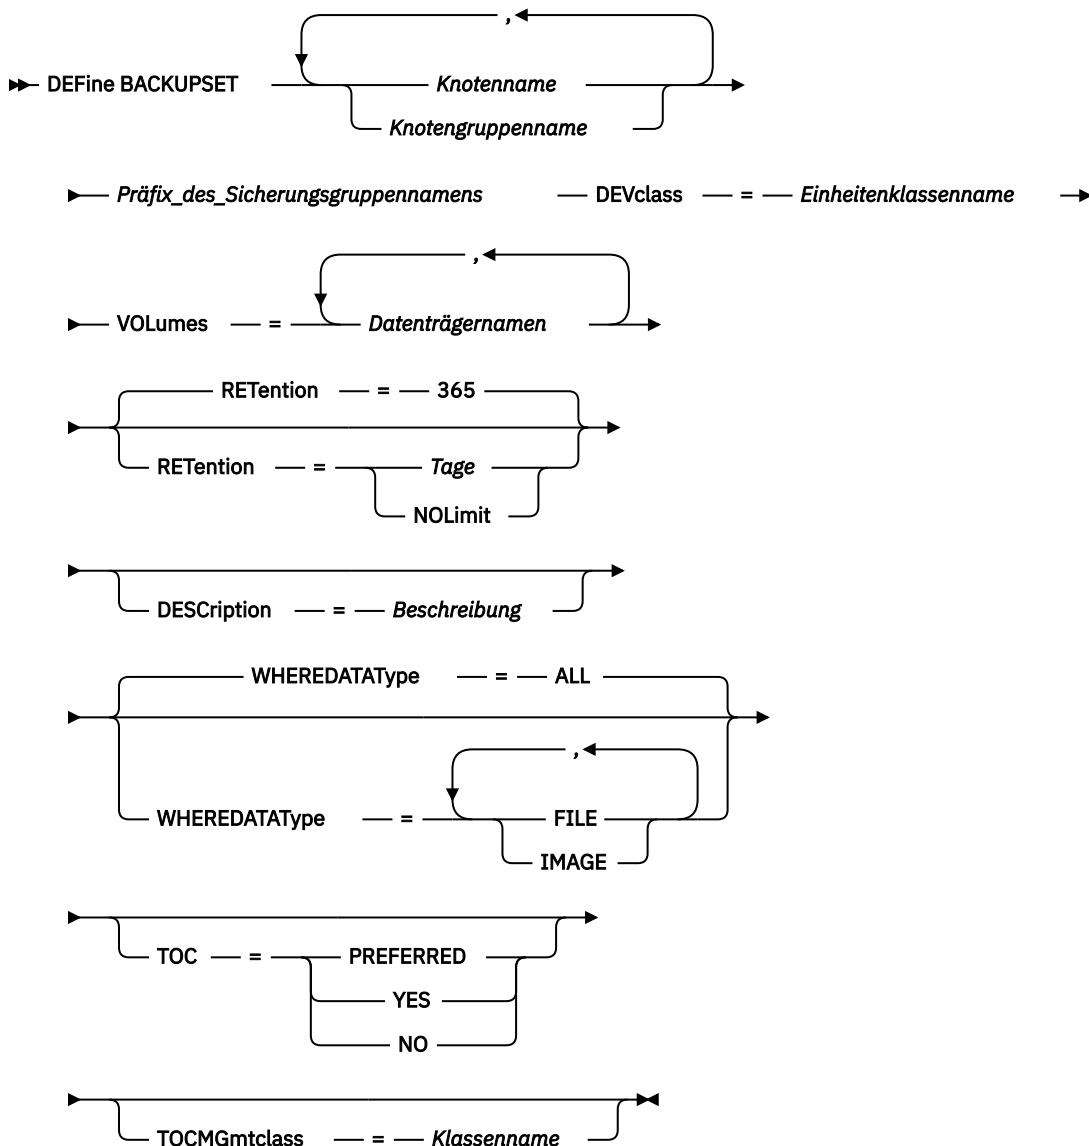 ,
DEFine BACKUPSET Knotenname
Knotengruppenname
Präfix_des_Sicherungsgruppennamens DEVclass = Einheitenklassenname
,
VOLumes = Datenträgernamen
RETention = 365
RETention = Tage
NOLimit
DESCription = Beschreibung
WHEREDATAType = ALL
,
WHEREDATAType = FILE
IMAGE
TOC = PREFERRED
YES
NO
TOCMGmtclass = Klassenname